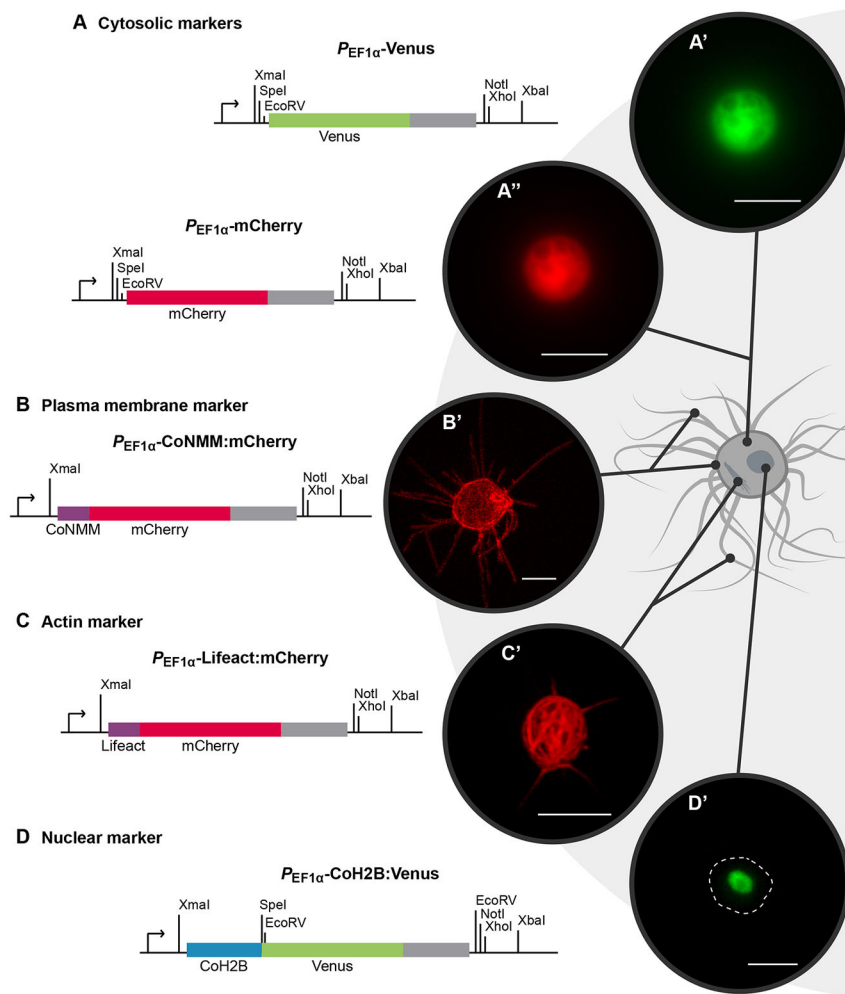 A Cytosolic markers
A'
PEF1α-Venus
XmaI
SpeI
EcoRV
NotI
XhoI
XbaI
Venus
A''
PEF1α-mCherry
XmaI
SpeI
EcoRV
NotI
XhoI
XbaI
mCherry
B Plasma membrane marker
B'
PEF1α-CoNMM:mCherry
XmaI
NotI
XhoI
XbaI
CoNMM mCherry
C Actin marker
C'
PEF1α-Lifeact:mCherry
XmaI
NotI
XhoI
XbaI
Lifeact mCherry
D Nuclear marker
D'
PEF1α-CoH2B:Venus
XmaI
SpeI
EcoRV
EcoRV
NotI
XhoI
XbaI
CoH2B Venus